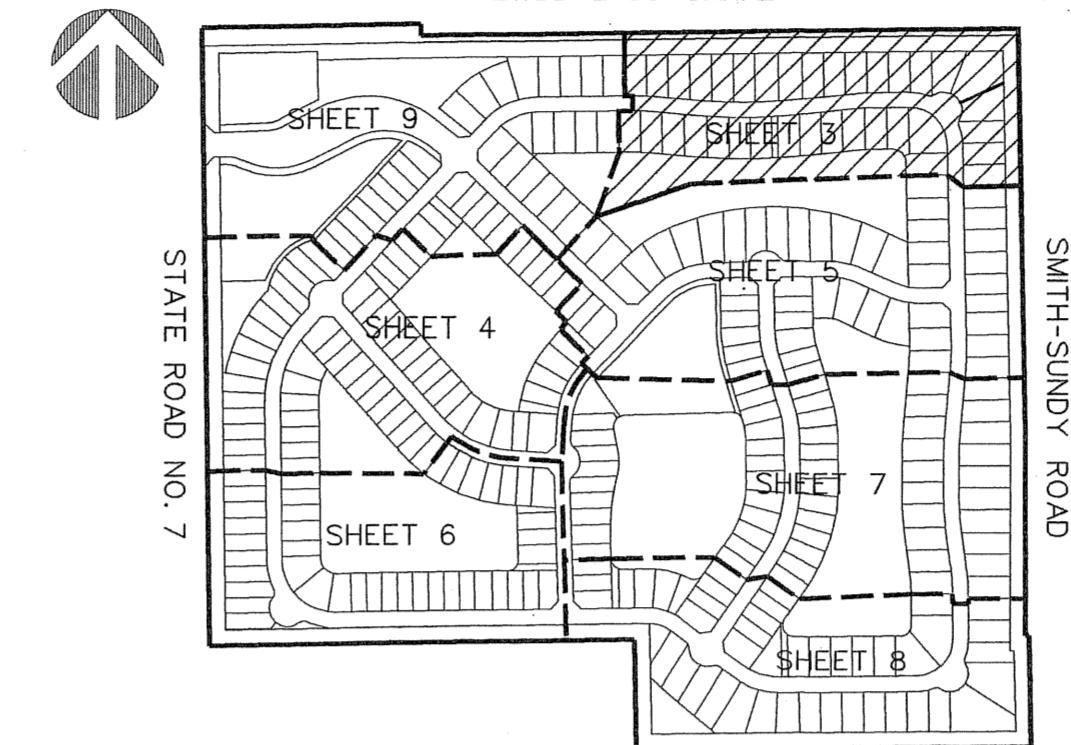 SHEET 9
SHEET 3
SHEET 5
SHEET 4
SHEET 7
SHEET 6
SHEET 8
STATE ROAD NO. 7
SMITH-SUNDY ROAD